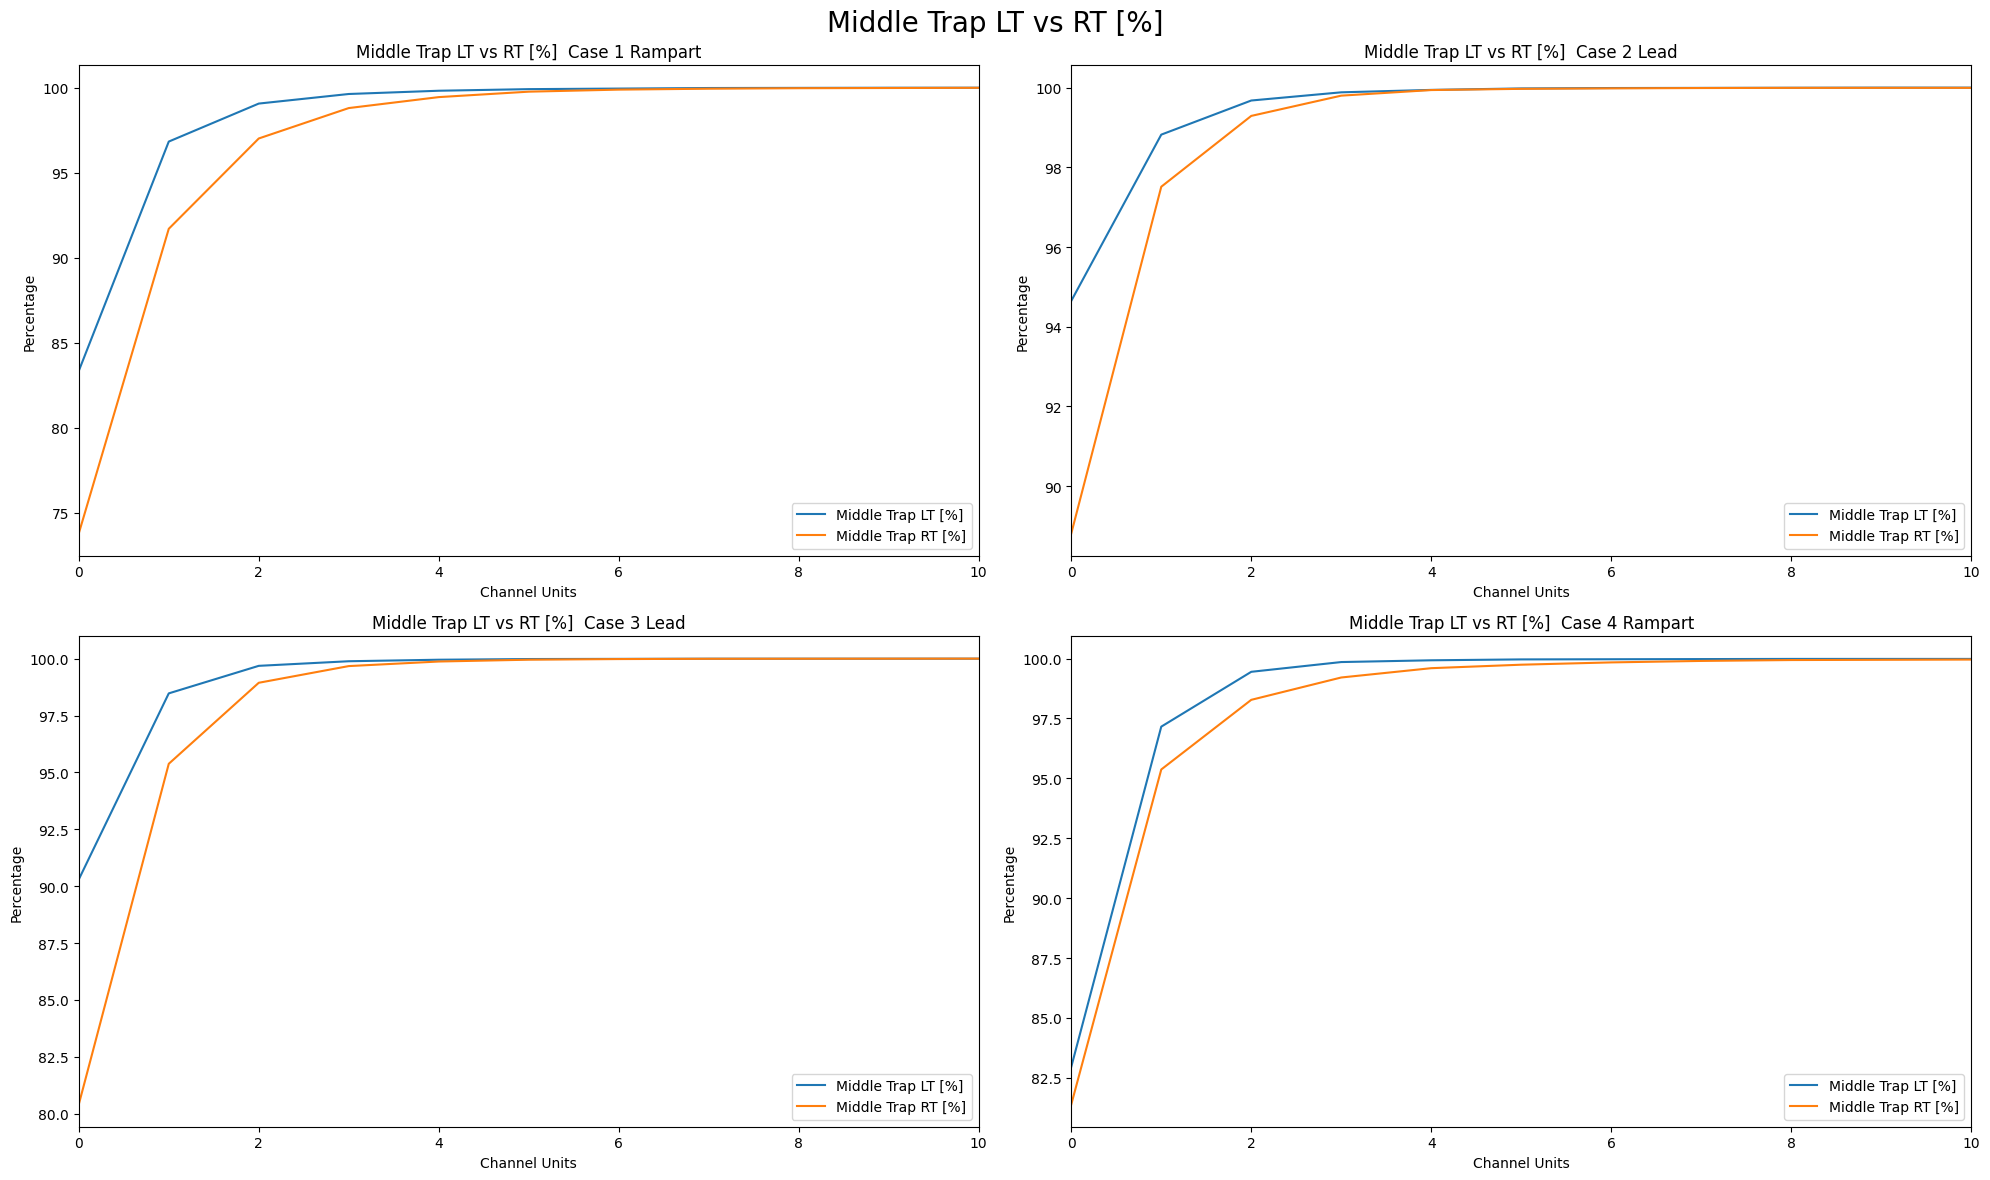 Middle Trap LT vs RT [%]
Middle Trap LT vs RT [%]  Case 1 Rampart
100
95
90
85
80
75
Percentage
0 2 4 6 8 10
Channel Units
Middle Trap LT [%]
Middle Trap RT [%]
Middle Trap LT vs RT [%]  Case 2 Lead
100
98
96
94
92
90
Percentage
0 2 4 6 8 10
Channel Units
Middle Trap LT [%]
Middle Trap RT [%]
Middle Trap LT vs RT [%]  Case 3 Lead
100.0
97.5
95.0
92.5
90.0
87.5
85.0
82.5
80.0
Percentage
0 2 4 6 8 10
Channel Units
Middle Trap LT [%]
Middle Trap RT [%]
Middle Trap LT vs RT [%]  Case 4 Rampart
100.0
97.5
95.0
92.5
90.0
87.5
85.0
82.5
Percentage
0 2 4 6 8 10
Channel Units
Middle Trap LT [%]
Middle Trap RT [%]